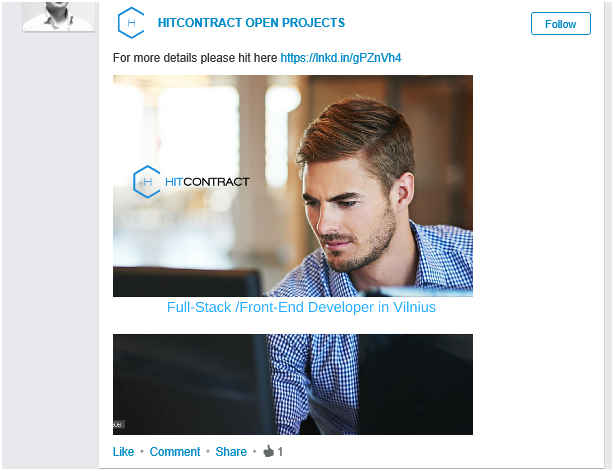 H
HITCONTRACT OPEN PROJECTS
Follow
For more details please hit here https://lnkd.in/gPZnVh4
H HITCONTRACT
Full-Stack /Front-End Developer in Vilnius
Like • Comment • Share • 1